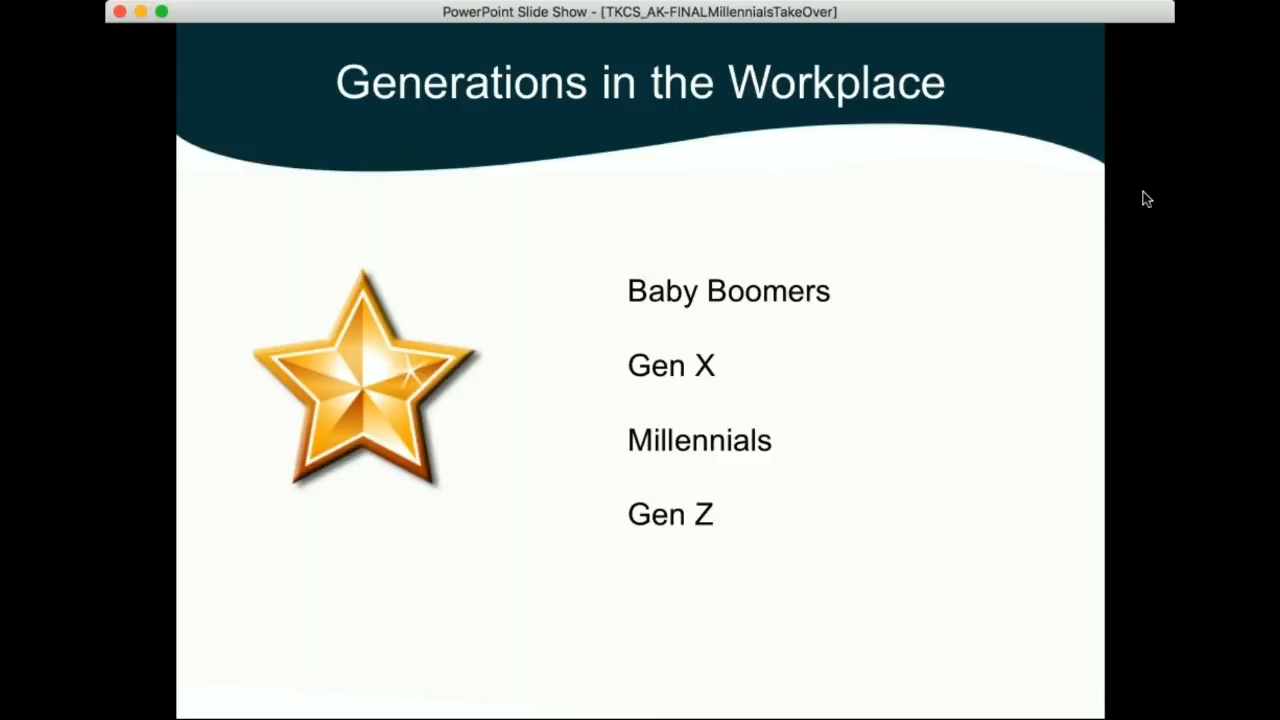 PowerPoint Slide Show - [TKCS_AK-FINALMillennialsTakeOver]
Generations in the Workplace
Baby Boomers
Gen X
Millennials
Gen Z